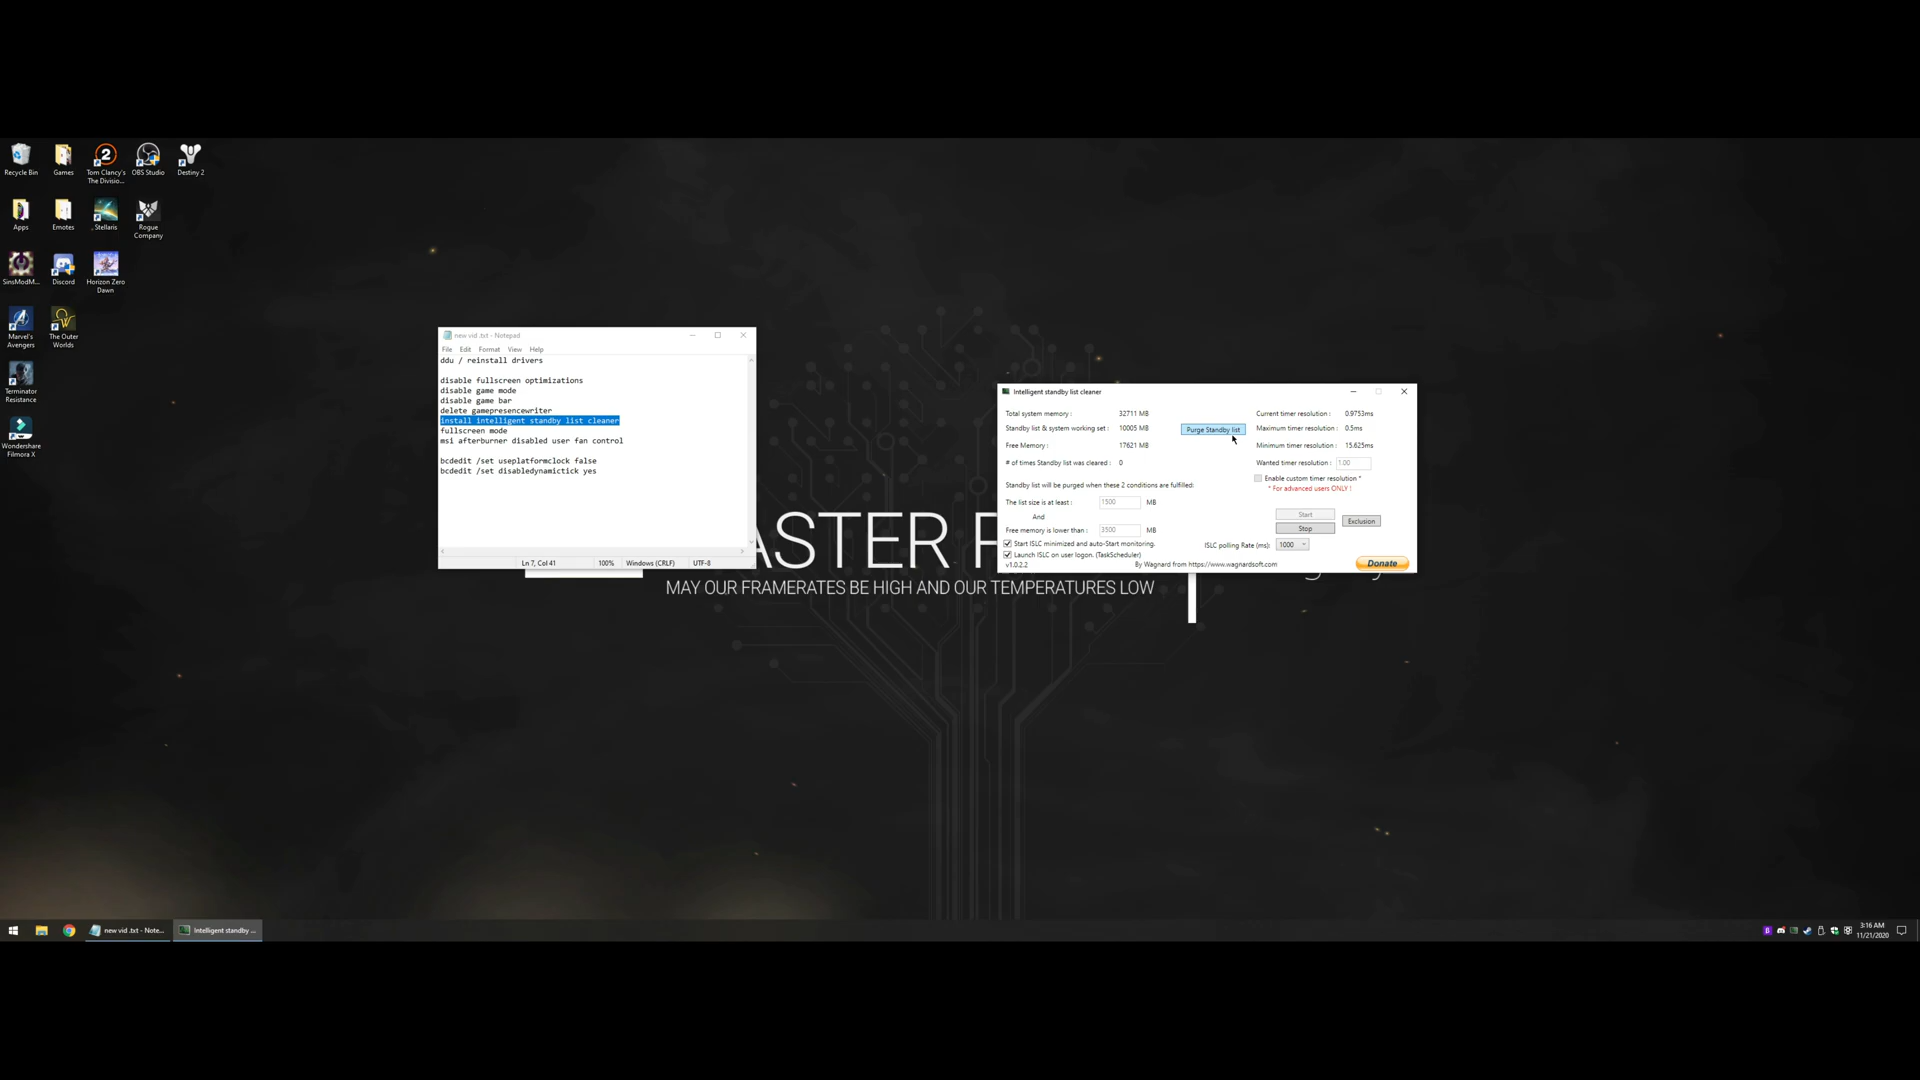 Recycle Bin
Games
Tom Clancy's
The Divisio...
OBS Studio
Destiny 2
Apps
Emotes
Stellaris
Rogue
Company
SinsModM...
Discord
Horizon Zero
Dawn
Marvel's
Avengers
The Outer
Worlds
Terminator
Resistance
Wondershare
Filmora X
new vid .txt - Notepad
File Edit Format View Help
ddu / reinstall drivers
disable fullscreen optimizations
disable game mode
disable game bar
delete gamepresencewriter
install intelligent standby list cleaner
fullscreen mode
msi afterburner disabled user fan control
bcdedit /set useplatformclock false
bcdedit /set disabledynamictick yes
Ln 7, Col 41 100% Windows (CRLF) UTF-8
ASTER
MAY OUR FRAMERATES BE HIGH AND OUR TEMPERATURES LOW
Intelligent standby list cleaner
Total system memory : 32711 MB
Standby list & system working set : 10005 MB
Purge Standby list
Free Memory : 17621 MB
# of times Standby list was cleared : 0
Standby list will be purged when these 2 conditions are fulfilled:
The list size is at least : 1500 MB
And
Free memory is lower than : 3500 MB
Start ISLC minimized and auto-Start monitoring.
Launch ISLC on user logon. (TaskScheduler)
v1.0.2.2
Current timer resolution : 0.9753ms
Maximum timer resolution : 0.5ms
Minimum timer resolution : 15.625ms
Wanted timer resolution : 1.00
Enable custom timer resolution *
* For advanced users ONLY !
Start
Stop
Exclusion
ISLC polling Rate (ms): 1000
By Wagnard from https://www.wagnardsoft.com
Donate
new vid .txt - Note...
Intelligent standby ...
3:16 AM
11/21/2020